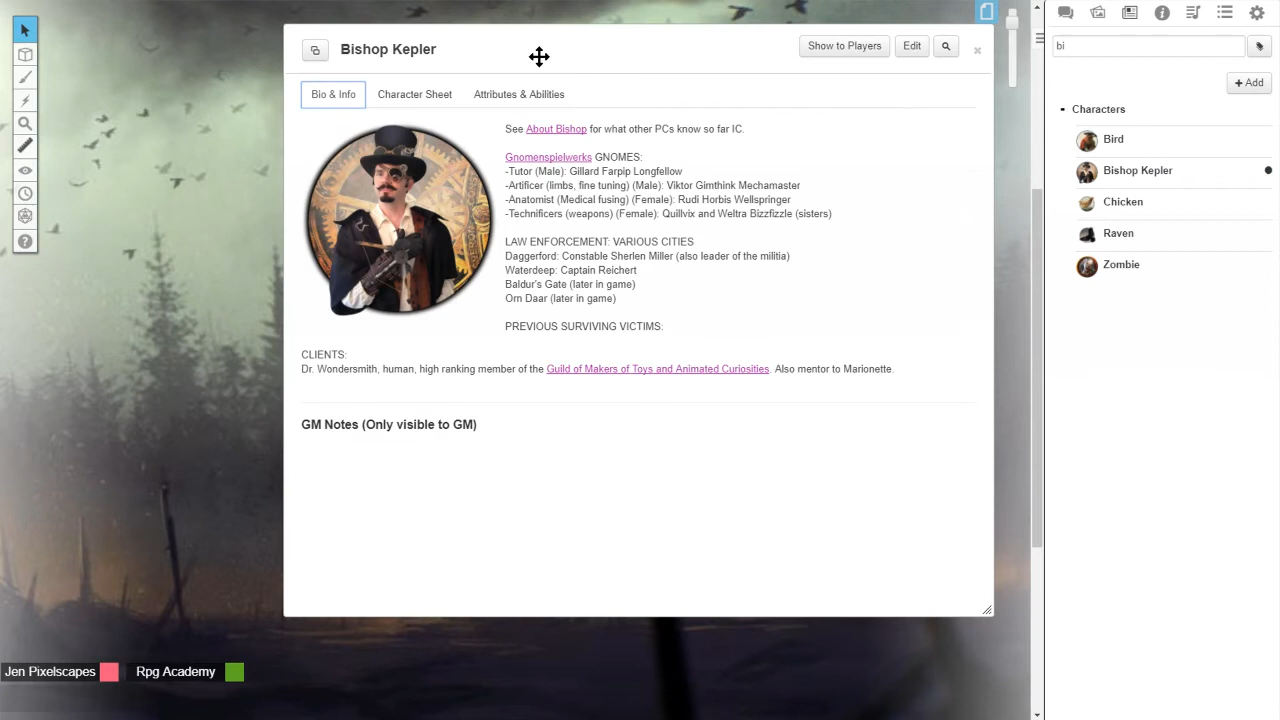 Bishop Kepler
Show to Players
Edit
Bio & Info
Character Sheet
Attributes & Abilities
See About Bishop for what other PCs know so far IC.
Gnomenspielwerks GNOMES:
-Tutor (Male): Gillard Farpip Longfellow
-Artificer (limbs, fine tuning) (Male): Viktor Gimthink Mechamaster
-Anatomist (Medical fusing) (Female): Rudi Horbis Wellspringer
-Technificers (weapons) (Female): Quillvix and Weltra Bizzfizzle (sisters)
LAW ENFORCEMENT: VARIOUS CITIES
Daggerford: Constable Sherlen Miller (also leader of the militia)
Waterdeep: Captain Reichert
Baldur's Gate (later in game)
Orn Daar (later in game)
PREVIOUS SURVIVING VICTIMS:
CLIENTS:
Dr. Wondersmith, human, high ranking member of the Guild of Makers of Toys and Animated Curiosities. Also mentor to Marionette.
GM Notes (Only visible to GM)
bi
+ Add
Characters
Bird
Bishop Kepler
Chicken
Raven
Zombie
Jen Pixelscapes
Rpg Academy